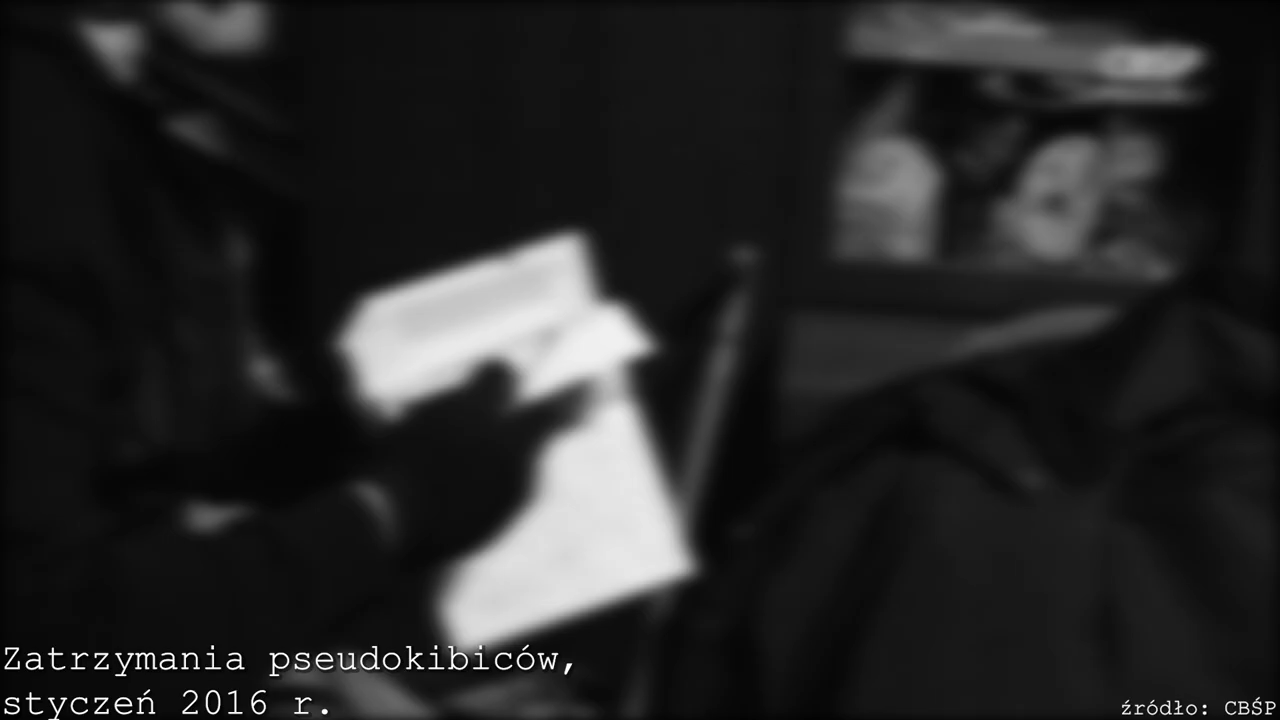 Zatrzymania pseudokibiców,
styczeń 2016 r.
źródło: CBŚP